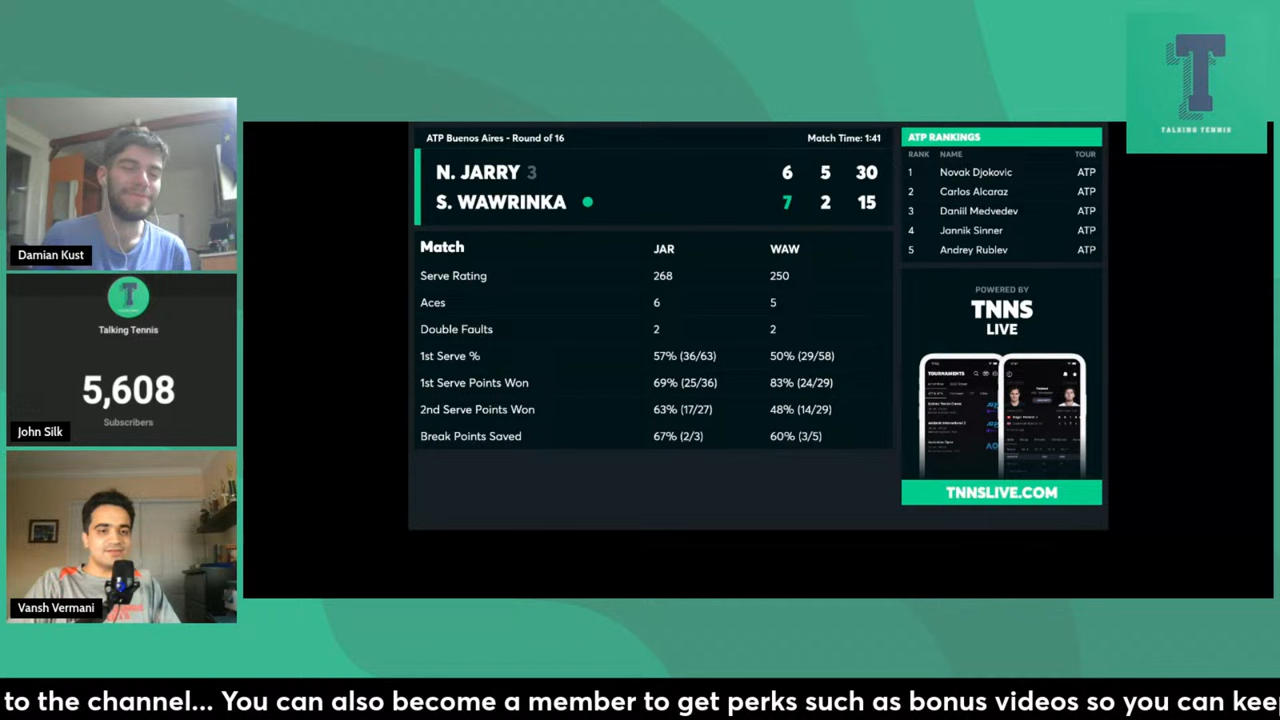 T
TALKING TENNIS
Damian Kust
T
Talking Tennis
5,608
Subscribers
John Silk
Vansh Vermani
ATP Buenos Aires - Round of 16 Match Time: 1:41
N. JARRY 3 6 5 30
S. WAWRINKA 7 2 15
Match JAR WAW
Serve Rating 268 250
Aces 6 5
Double Faults 2 2
1st Serve % 57% (36/63) 50% (29/58)
1st Serve Points Won 69% (25/36) 83% (24/29)
2nd Serve Points Won 63% (17/27) 48% (14/29)
Break Points Saved 67% (2/3) 60% (3/5)
ATP RANKINGS
RANK NAME TOUR
1 Novak Djokovic ATP
2 Carlos Alcaraz ATP
3 Daniil Medvedev ATP
4 Jannik Sinner ATP
5 Andrey Rublev ATP
POWERED BY
TNNS
LIVE
TOURNAMENTS
TNNSLIVE.COM
to the channel... You can also become a member to get perks such as bonus videos so you can keep